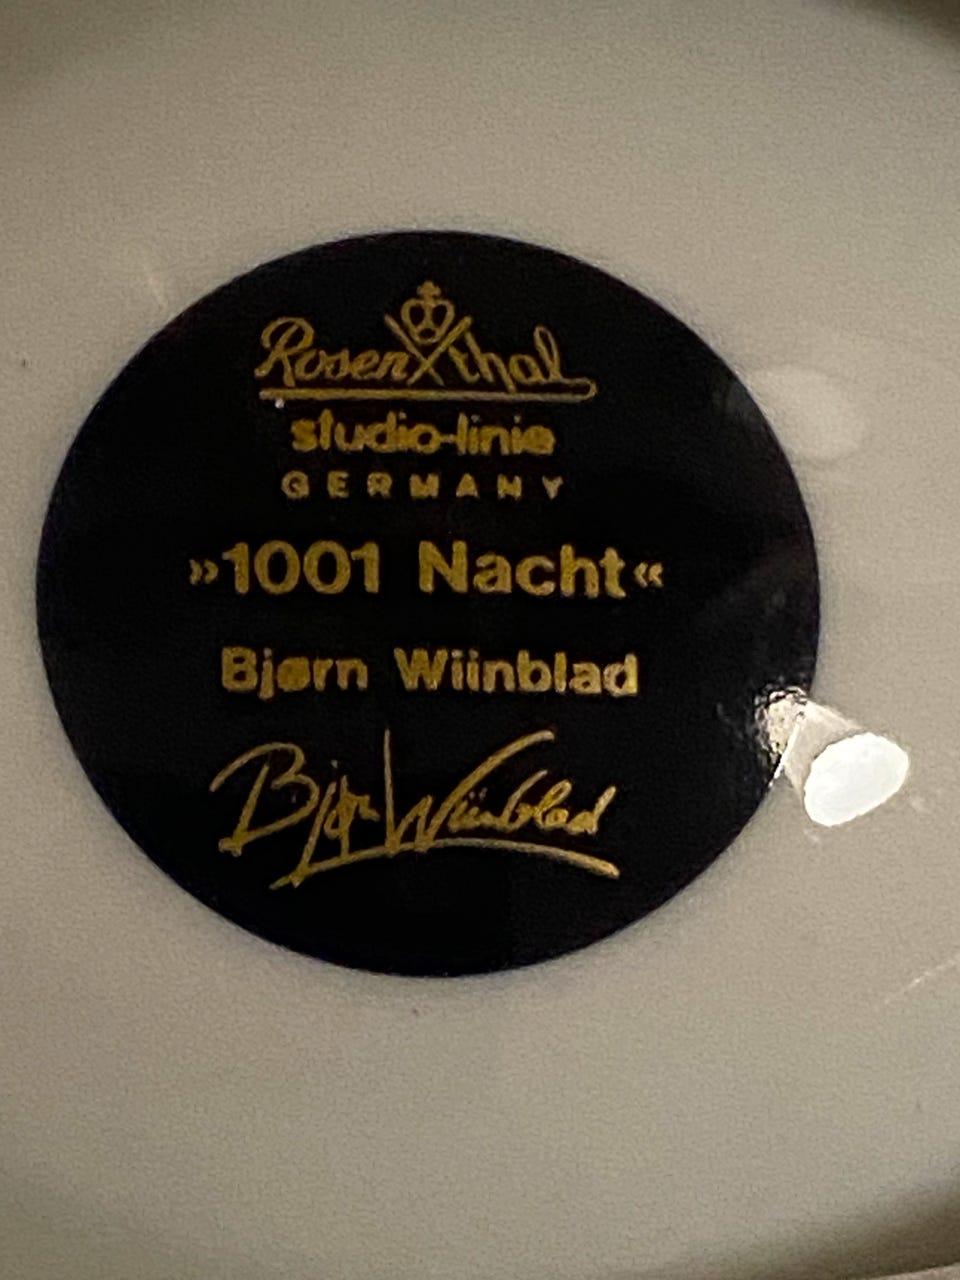 Rosenthal
studio-linie
GERMANY
»1001 Nacht«
Bjørn Wiinblad
Bjørn Wiinblad